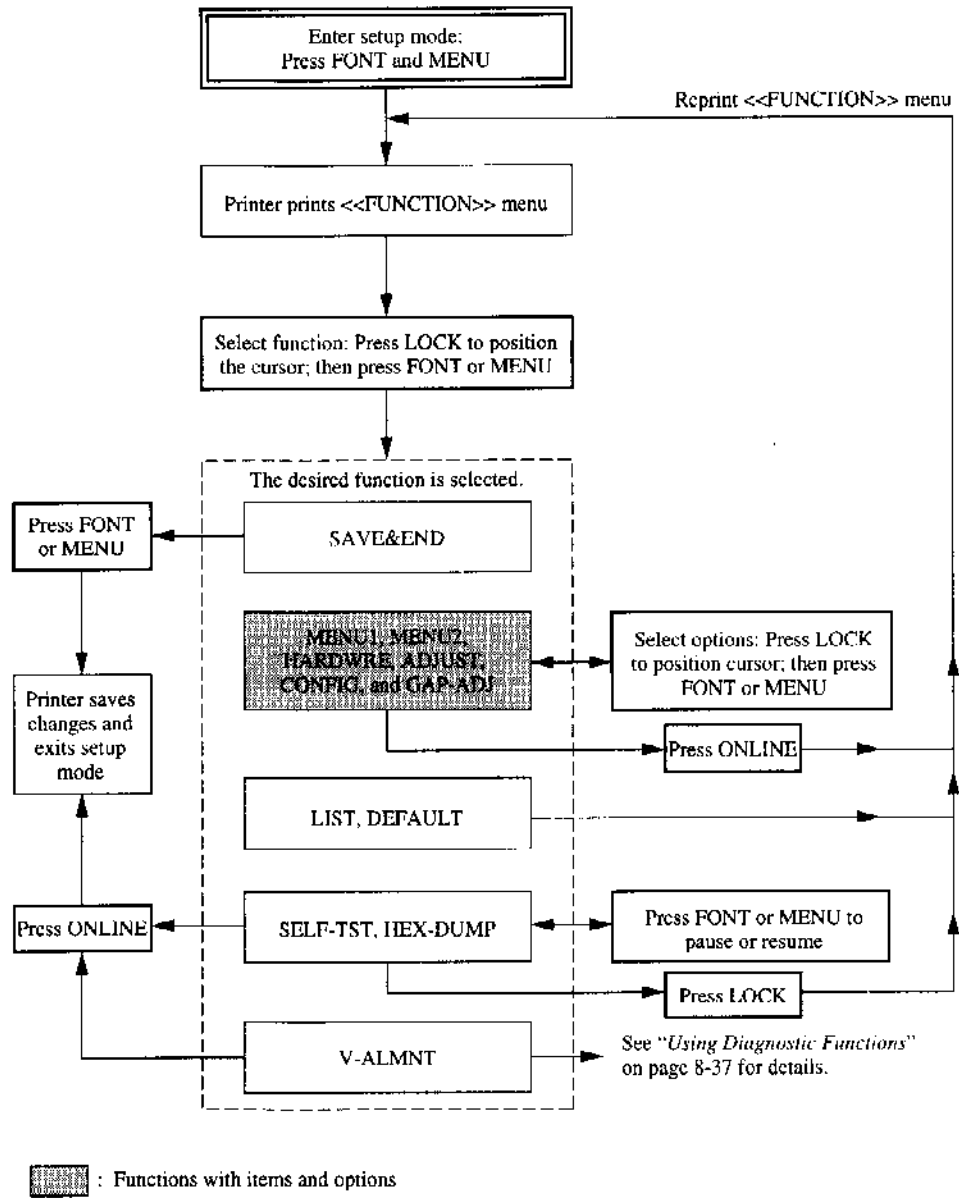 Enter setup mode:
Press FONT and MENU
Reprint <<FUNCTION>> menu
Printer prints <<FUNCTION>> menu
Select function: Press LOCK to position
the cursor; then press FONT or MENU
The desired function is selected.
Press FONT
or MENU
SAVE&END
MENU1, MENU2,
HARDWRE, ADJUST,
CONFIG, and GAP-ADJ
Select options: Press LOCK
to position cursor; then press
FONT or MENU
Printer saves
changes and
exits setup
mode
Press ONLINE
LIST, DEFAULT
Press ONLINE
SELF-TST, HEX-DUMP
Press FONT or MENU to
pause or resume
Press LOCK
V-ALMNT
See "Using Diagnostic Functions"
on page 8-37 for details.
: Functions with items and options